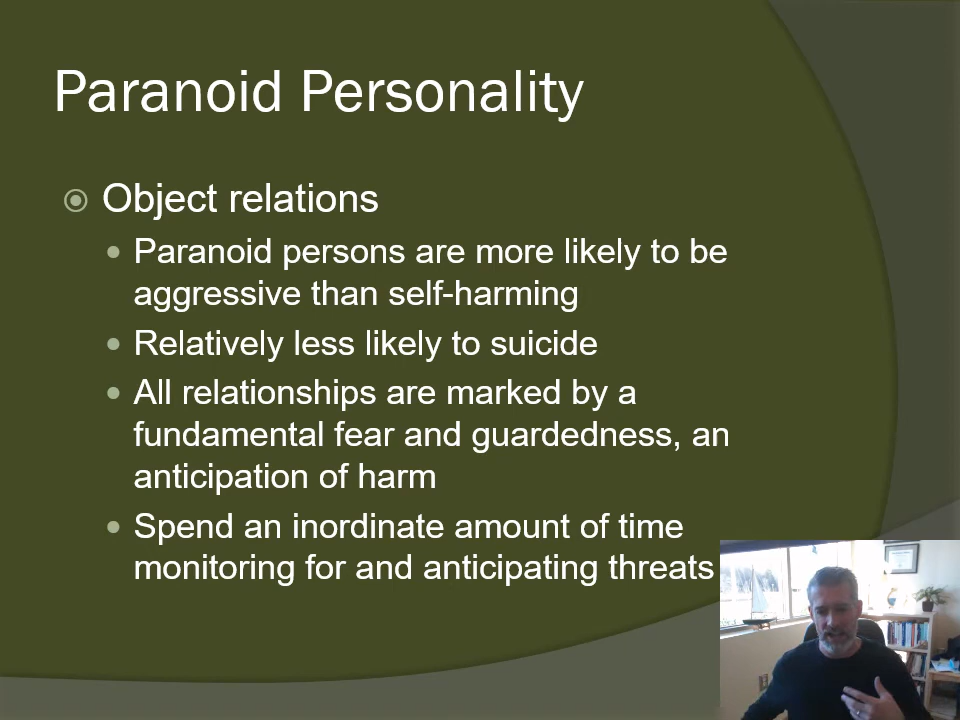 Paranoid Personality
Object relations
Paranoid persons are more likely to be
aggressive than self-harming
Relatively less likely to suicide
All relationships are marked by a
fundamental fear and guardedness, an
anticipation of harm
Spend an inordinate amount of time
monitoring for and anticipating threats